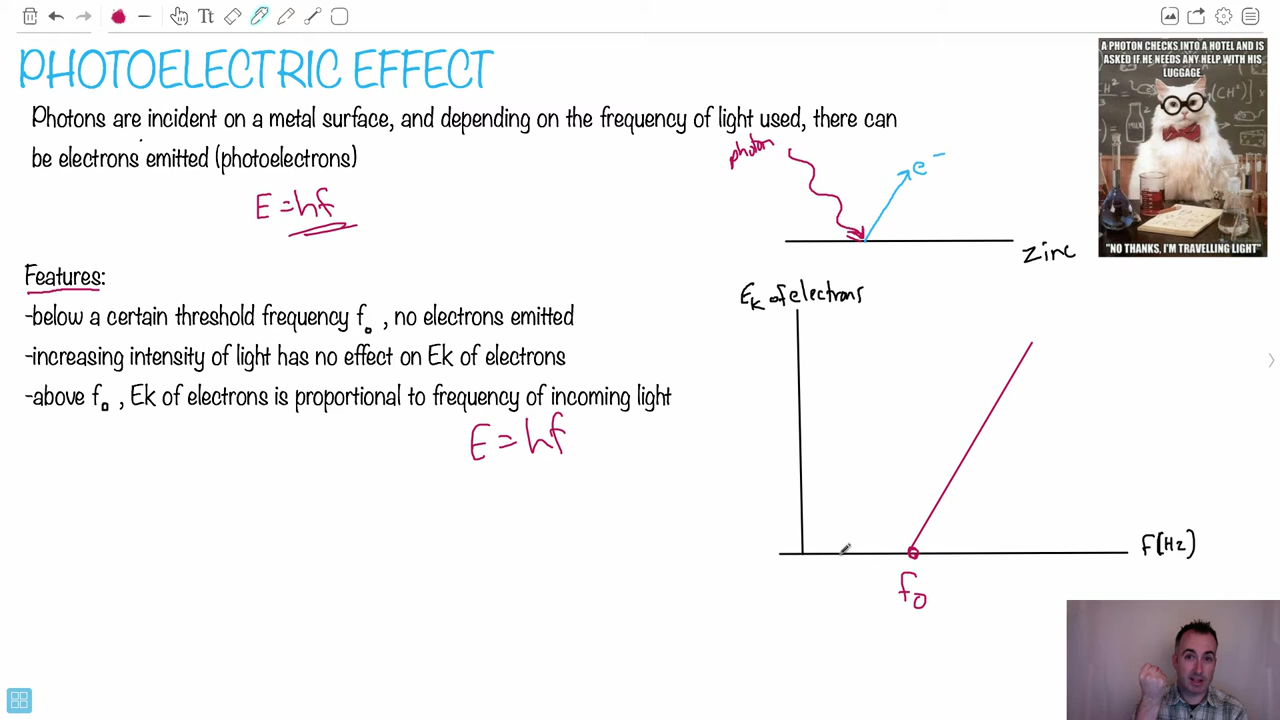 Tt
PHOTOELECTRIC EFFECT
Photons are incident on a metal surface, and depending on the frequency of light used, there can
be electrons emitted (photoelectrons)
E = hf
Features:
-below a certain threshold frequency f₀ , no electrons emitted
-increasing intensity of light has no effect on Ek of electrons
-above f₀ , Ek of electrons is proportional to frequency of incoming light
E = hf
photon
e⁻
zinc
Eₖ of electrons
f(Hz)
f₀
A PHOTON CHECKS INTO A HOTEL AND IS
ASKED IF HE NEEDS ANY HELP WITH HIS
LUGGAGE.
"NO THANKS, I'M TRAVELLING LIGHT"